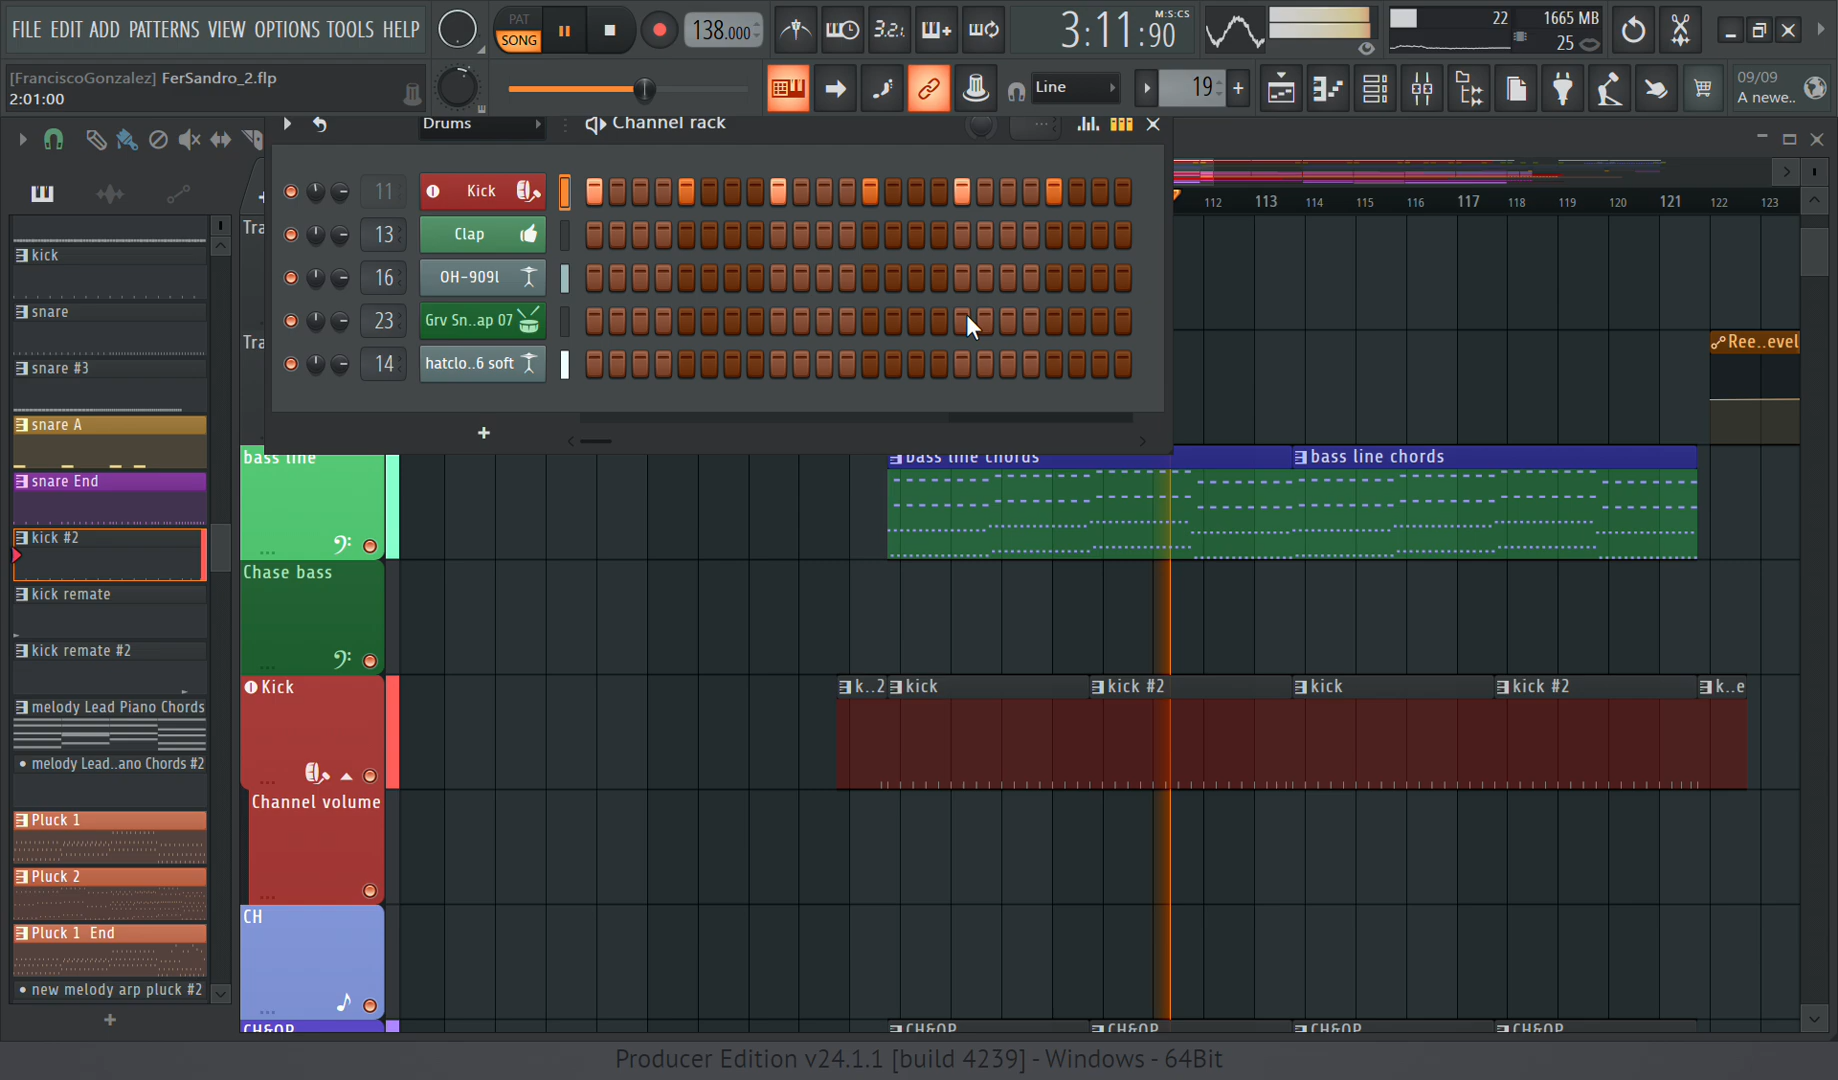 FILE EDIT ADD PATTERNS VIEW OPTIONS TOOLS HELP
PAT
SONG
138.000
3.2.
3:11:90
M:S:CS
22
1665 MB
25
[FranciscoGonzalez] FerSandro_2.flp
2:01:00
Line
19
09/09
A newe..
Drums
Channel rack
11 Kick
13 Clap
16 OH-909l
23 Grv Sn..ap 07
14 hatclo..6 soft
112 113 114 115 116 117 118 119 120 121 122 123
Tra
Tra
Ree..evel
kick
snare
snare #3
snare A
snare End
kick #2
kick remate
kick remate #2
melody Lead Piano Chords
melody Lead..ano Chords #2
Pluck 1
Pluck 2
Pluck 1 End
new melody arp pluck #2
bass line
bass line chords
bass line chords
Chase bass
Kick
k..2
kick
kick #2
kick
kick #2
k..e
Channel volume
CH
CH&OP
CH&OP
CH&OP
CH&OP
CH&OP
Producer Edition v24.1.1 [build 4239] - Windows - 64Bit